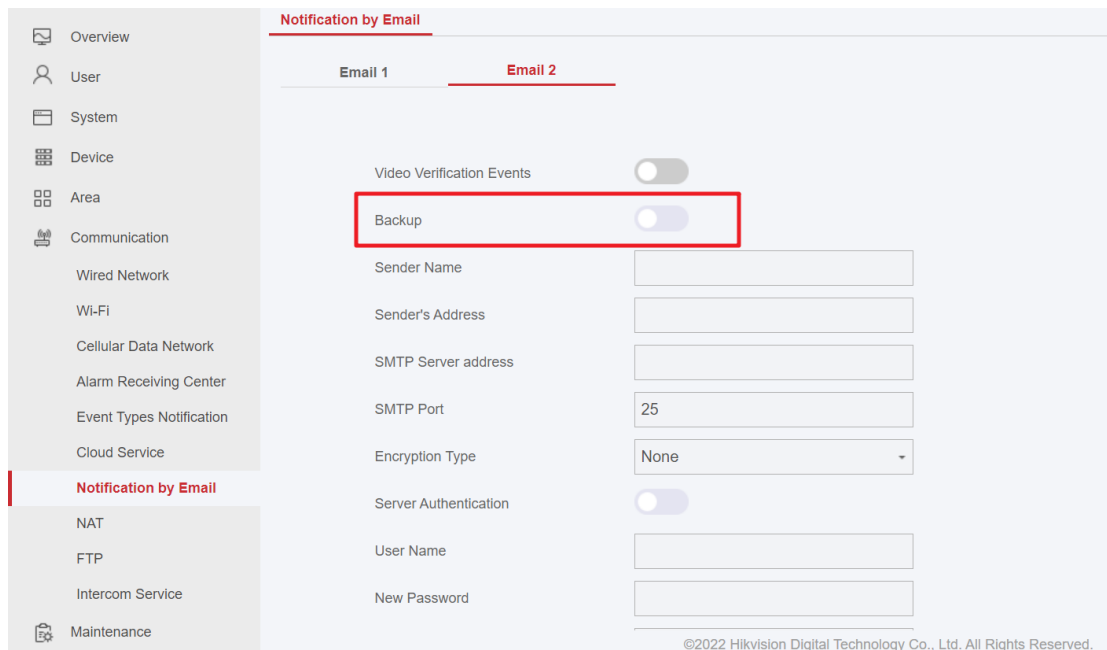 Overview
User
System
Device
Area
Communication
Wired Network
Wi-Fi
Cellular Data Network
Alarm Receiving Center
Event Types Notification
Cloud Service
Notification by Email
NAT
FTP
Intercom Service
Maintenance
Notification by Email
Email 1 Email 2
Video Verification Events
Backup
Sender Name
Sender's Address
SMTP Server address
SMTP Port 25
Encryption Type None
Server Authentication
User Name
New Password
©2022 Hikvision Digital Technology Co., Ltd. All Rights Reserved.